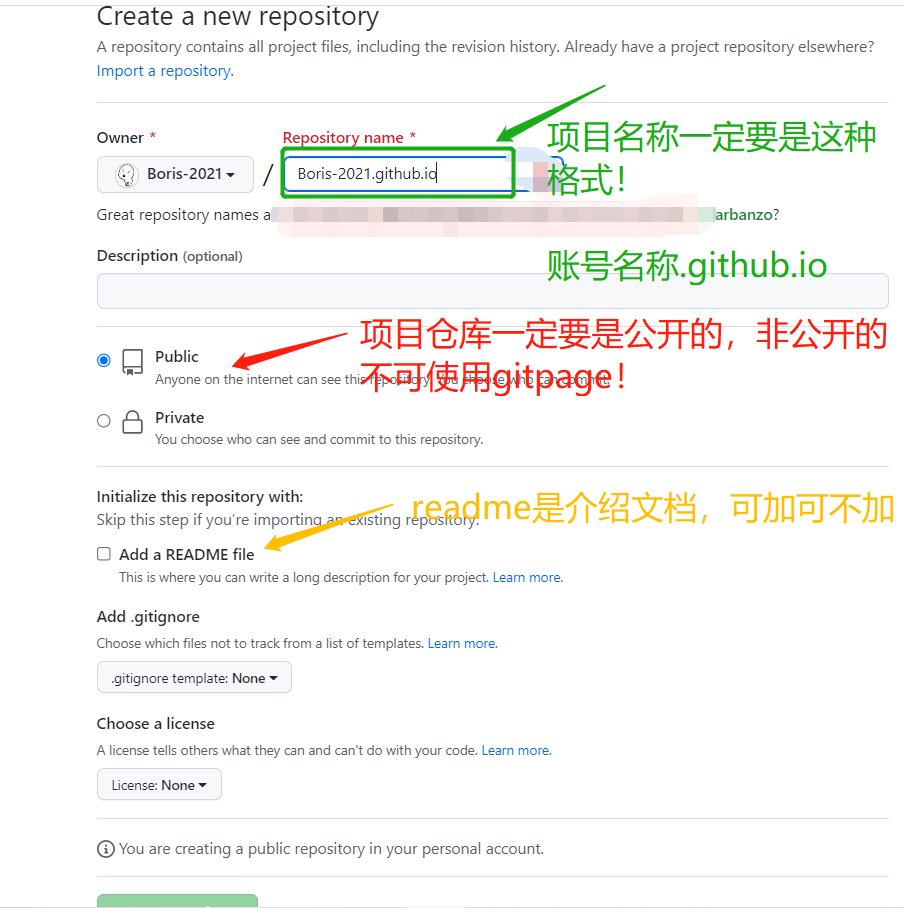 Create a new repository
A repository contains all project files, including the revision history. Already have a project repository elsewhere?
Import a repository.
Owner *
Repository name *
Boris-2021
/
Boris-2021.github.io
项目名称一定要是这种
格式！
Great repository names a
arbanzo?
账号名称.github.io
Description (optional)
项目仓库一定要是公开的，非公开的
不可使用gitpage！
Public
Anyone on the internet can see this repository. You choose who can commit.
Private
You choose who can see and commit to this repository.
Initialize this repository with:
readme是介绍文档，可加可不加
Skip this step if you're importing an existing repository.
Add a README file
This is where you can write a long description for your project. Learn more.
Add .gitignore
Choose which files not to track from a list of templates. Learn more.
.gitignore template: None
Choose a license
A license tells others what they can and can't do with your code. Learn more.
License: None
You are creating a public repository in your personal account.